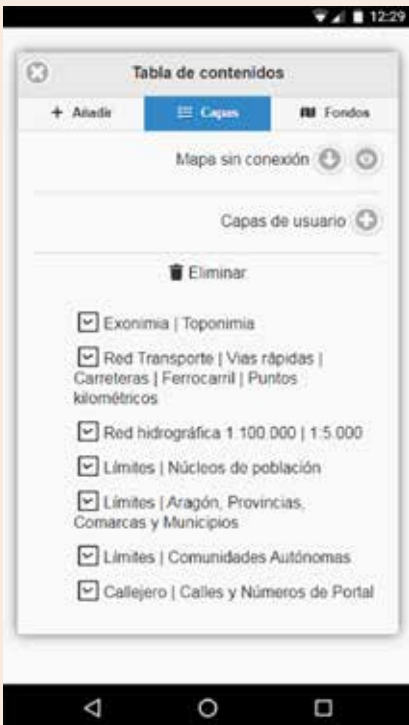 12:29
Tabla de contenidos
+ Añadir Capas Fondos
Mapa sin conexión
Capas de usuario
Eliminar
Exonimia | Toponimia
Red Transporte | Vias rápidas |
Carreteras | Ferrocarril | Puntos
kilométricos
Red hidrográfica 1:100.000 | 1:5.000
Límites | Núcleos de población
Límites | Aragón, Provincias,
Comarcas y Municipios
Límites | Comunidades Autónomas
Callejero | Calles y Números de Portal